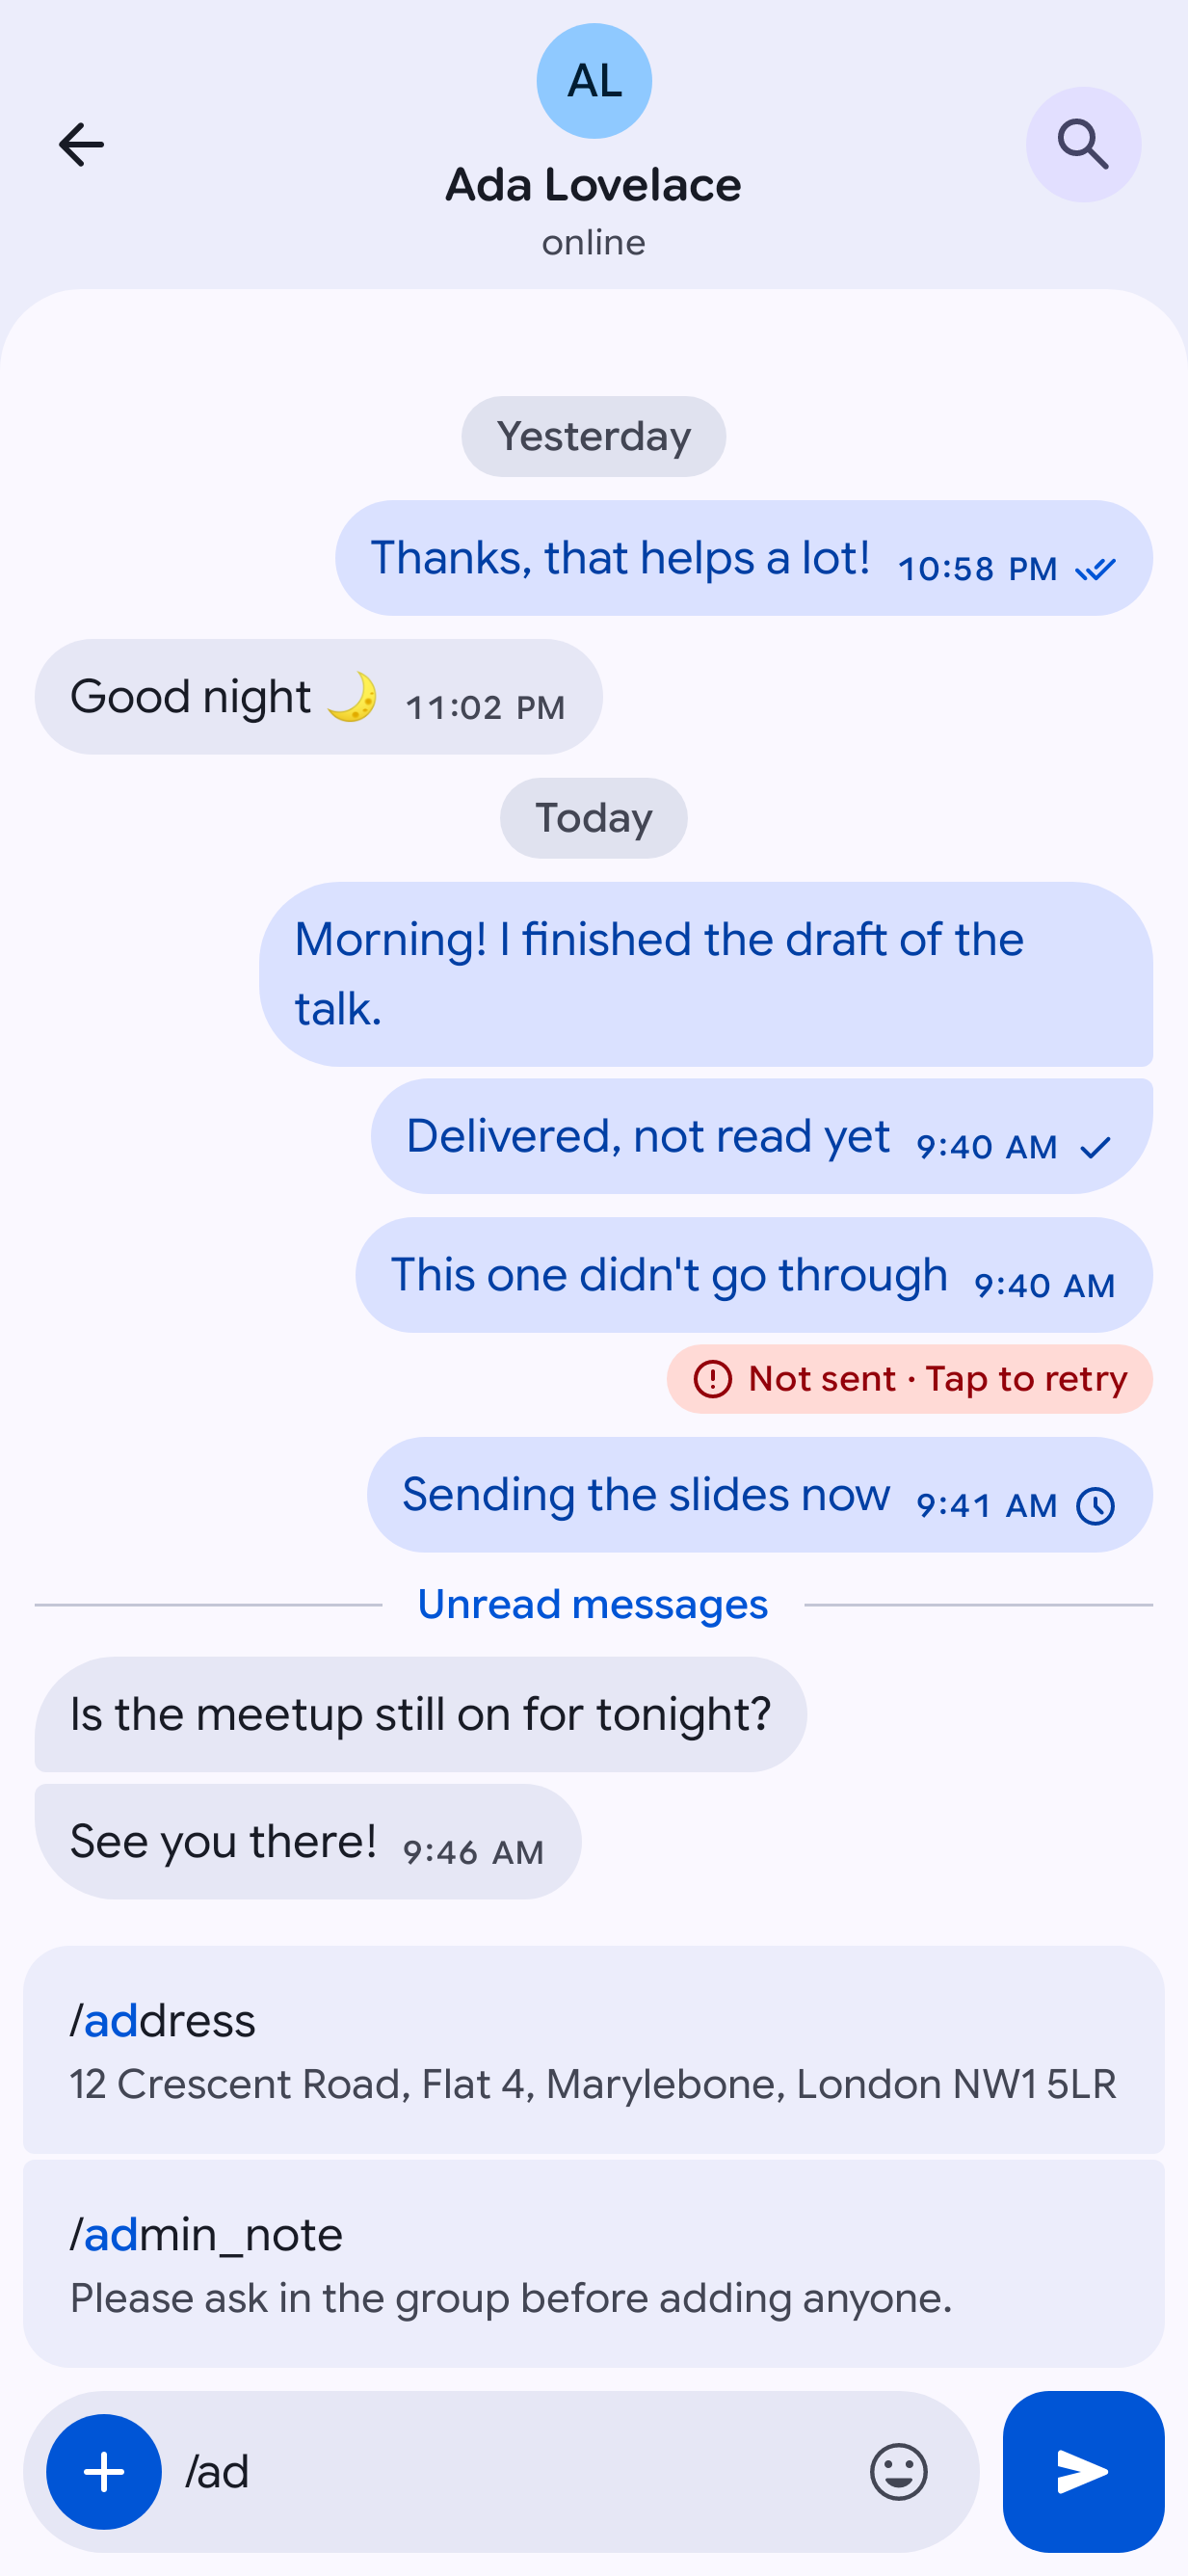 AL
Ada Lovelace
online
Yesterday
Thanks, that helps a lot! 10:58 PM
Good night 🌙 11:02 PM
Today
Morning! I finished the draft of the
talk.
Delivered, not read yet 9:40 AM
This one didn't go through 9:40 AM
Not sent · Tap to retry
Sending the slides now 9:41 AM
Unread messages
Is the meetup still on for tonight?
See you there! 9:46 AM
/address
12 Crescent Road, Flat 4, Marylebone, London NW1 5LR
/admin_note
Please ask in the group before adding anyone.
/ad